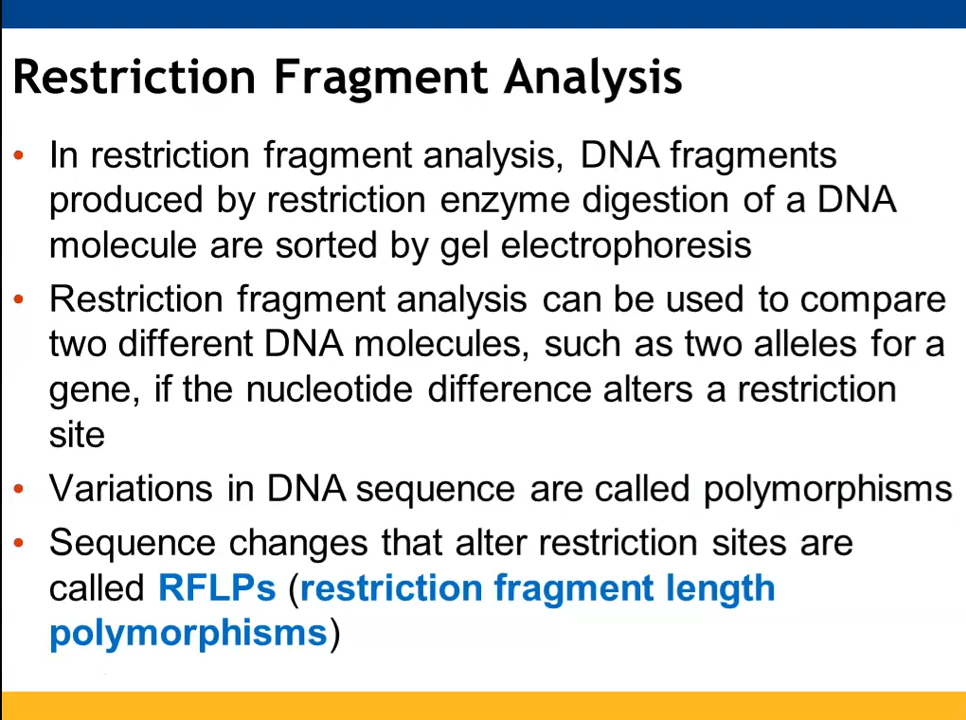 Restriction Fragment Analysis
• In restriction fragment analysis, DNA fragments
produced by restriction enzyme digestion of a DNA
molecule are sorted by gel electrophoresis
• Restriction fragment analysis can be used to compare
two different DNA molecules, such as two alleles for a
gene, if the nucleotide difference alters a restriction
site
• Variations in DNA sequence are called polymorphisms
• Sequence changes that alter restriction sites are
called RFLPs (restriction fragment length
polymorphisms)